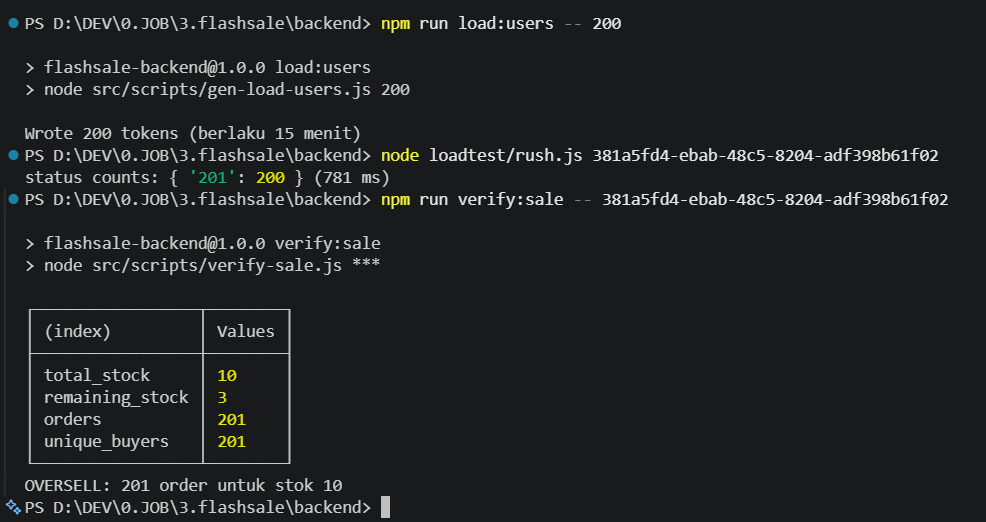 PS D:\DEV\0.JOB\3.flashsale\backend> npm run load:users -- 200
> flashsale-backend@1.0.0 load:users
> node src/scripts/gen-load-users.js 200
Wrote 200 tokens (berlaku 15 menit)
PS D:\DEV\0.JOB\3.flashsale\backend> node loadtest/rush.js 381a5fd4-ebab-48c5-8204-adf398b61f02
status counts: { '201': 200 } (781 ms)
PS D:\DEV\0.JOB\3.flashsale\backend> npm run verify:sale -- 381a5fd4-ebab-48c5-8204-adf398b61f02
> flashsale-backend@1.0.0 verify:sale
> node src/scripts/verify-sale.js ***
(index) Values
total_stock 10
remaining_stock 3
orders 201
unique_buyers 201
OVERSELL: 201 order untuk stok 10
PS D:\DEV\0.JOB\3.flashsale\backend>